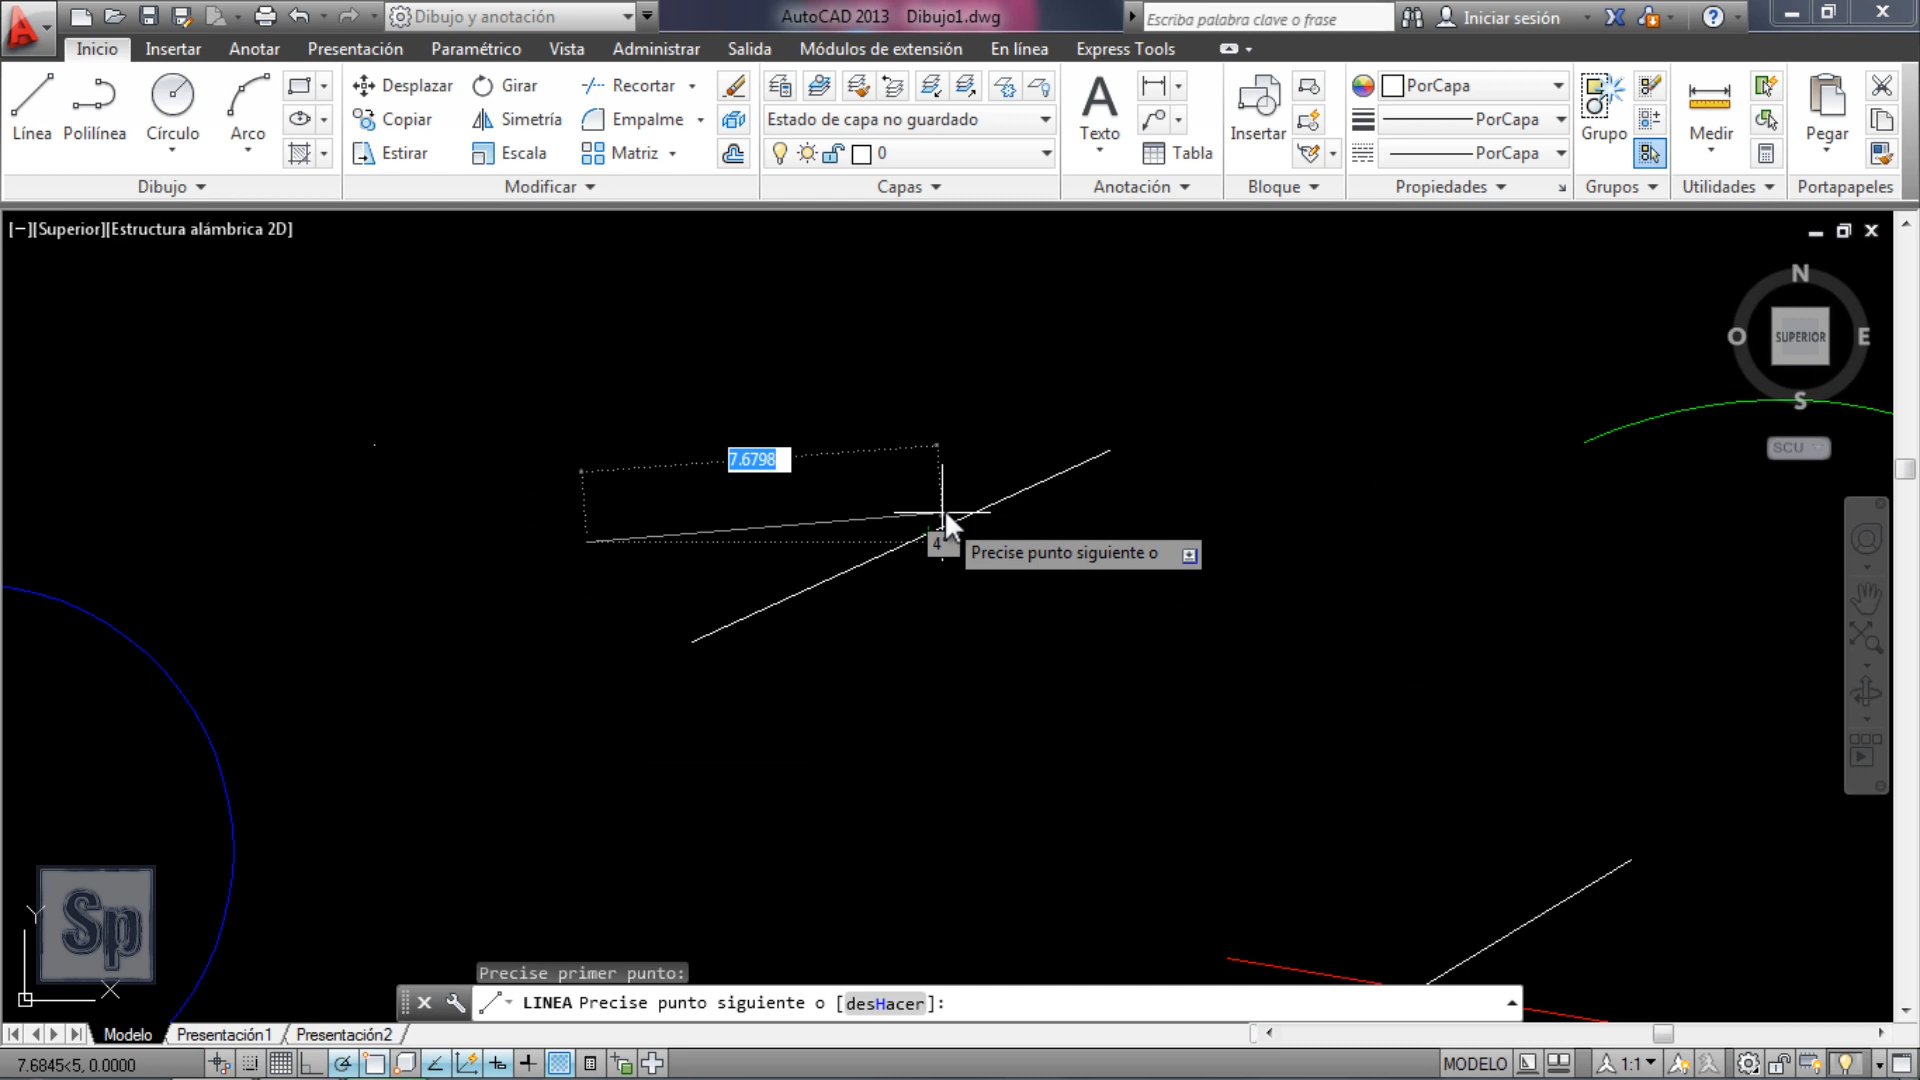 Dibujo y anotación
AutoCAD 2013 Dibujo1.dwg
Escriba palabra clave o frase
Iniciar sesión
Inicio Insertar Anotar Presentación Paramétrico Vista Administrar Salida Módulos de extensión En línea Express Tools
Línea Polilínea Círculo Arco
Desplazar Girar Recortar
Copiar Simetría Empalme
Estirar Escala Matriz
Estado de capa no guardado
0
Texto
Tabla
Insertar
PorCapa
PorCapa
PorCapa
Grupo
Medir
Pegar
Dibujo Modificar Capas Anotación Bloque Propiedades Grupos Utilidades Portapapeles
[−][Superior][Estructura alámbrica 2D]
N
O SUPERIOR E
S
SCU
7.6798
4°
Precise punto siguiente o
Sp
Y
X
Precise primer punto:
LINEA Precise punto siguiente o [desHacer]:
Modelo Presentación1 Presentación2
7.6845<5, 0.0000
MODELO
1:1